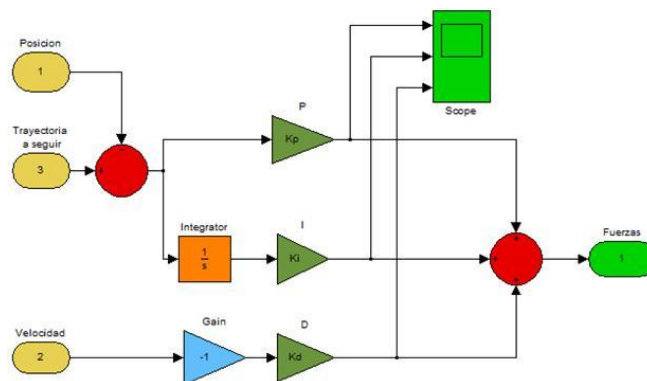 Posicion
1
Trayectoria
a seguir
3
-
+
P
Kp
Scope
Integrator
1
s
I
Ki
+
+
+
Fuerzas
1
Velocidad
2
Gain
-1
D
Kd